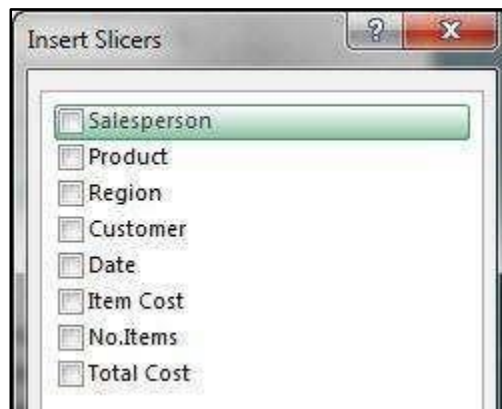 Insert Slicers
Salesperson
Product
Region
Customer
Date
Item Cost
No.Items
Total Cost